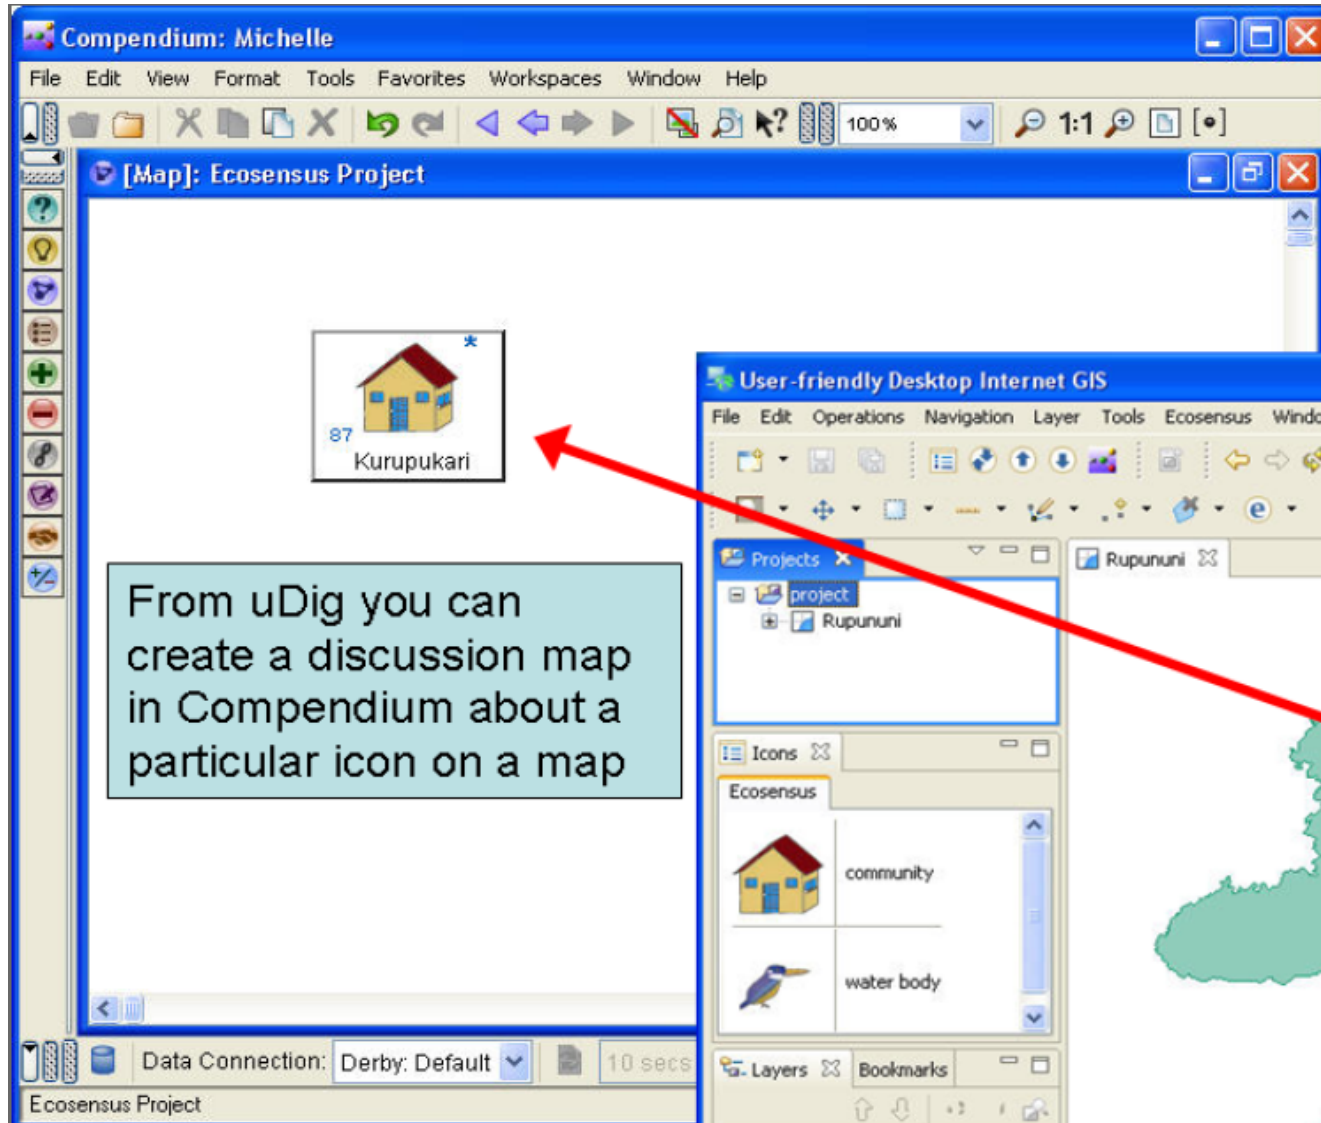 Compendium: Michelle
File Edit View Format Tools Favorites Workspaces Window Help
100% 1:1
[Map]: Ecosensus Project
87
Kurupukari
From uDig you can
create a discussion map
in Compendium about a
particular icon on a map
Data Connection: Derby: Default 10 secs
Ecosensus Project
User-friendly Desktop Internet GIS
File Edit Operations Navigation Layer Tools Ecosensus Windo
Projects
project
Rupununi
Rupununi
Icons
Ecosensus
community
water body
Layers Bookmarks